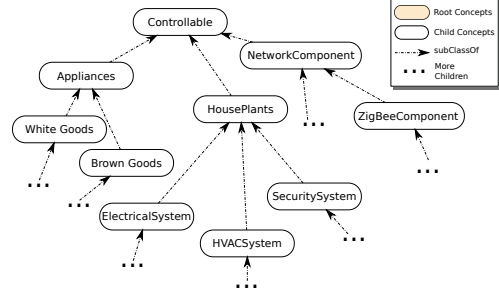 Controllable
Root Concepts
Child Concepts
subClassOf
More
Children
NetworkComponent
Appliances
HousePlants
ZigBeeComponent
White Goods
Brown Goods
SecuritySystem
ElectricalSystem
HVACSystem